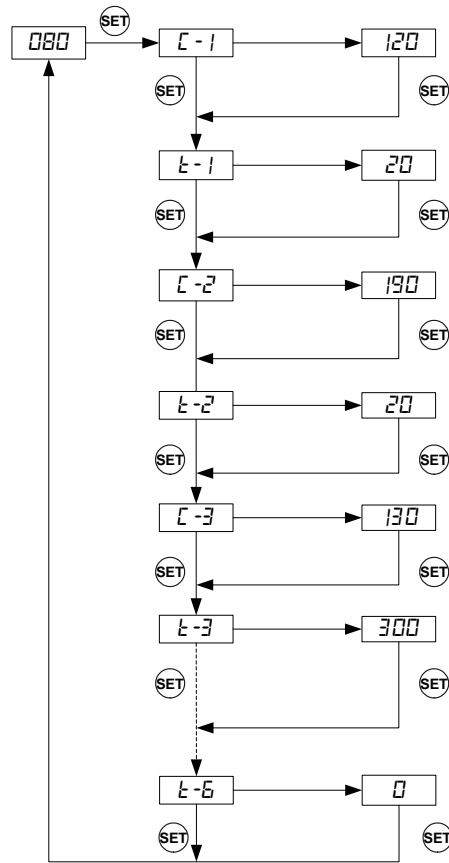 SET
080 C-1 120
SET SET
t-1 20
SET SET
C-2 190
SET SET
t-2 20
SET SET
C-3 130
SET SET
t-3 300
SET SET
t-6 0
SET SET